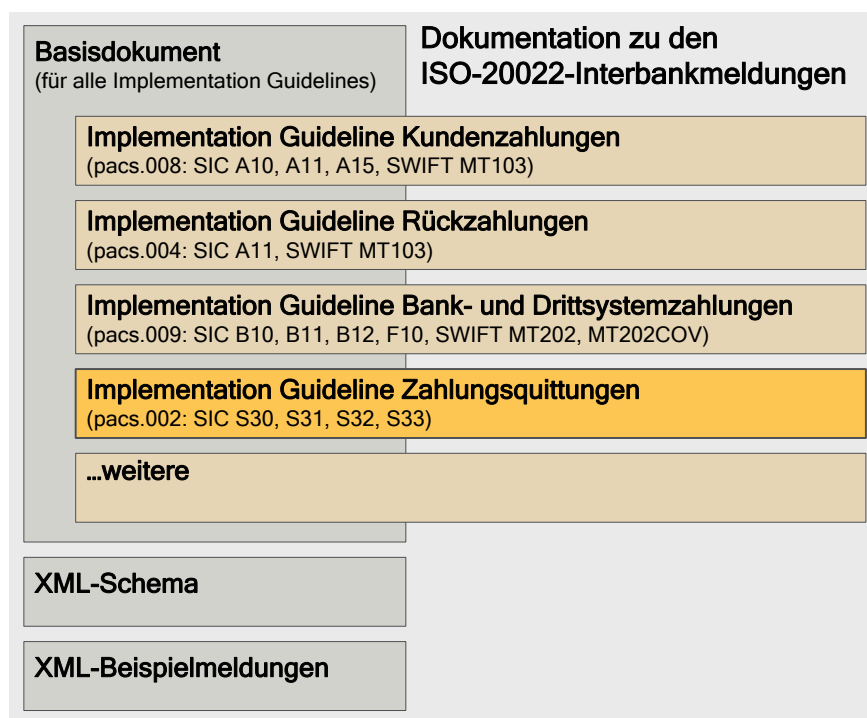 Basisdokument
(für alle Implementation Guidelines)
Dokumentation zu den
ISO-20022-Interbankmeldungen
Implementation Guideline Kundenzahlungen
(pacs.008: SIC A10, A11, A15, SWIFT MT103)
Implementation Guideline Rückzahlungen
(pacs.004: SIC A11, SWIFT MT103)
Implementation Guideline Bank- und Drittsystemzahlungen
(pacs.009: SIC B10, B11, B12, F10, SWIFT MT202, MT202COV)
Implementation Guideline Zahlungsquittungen
(pacs.002: SIC S30, S31, S32, S33)
...weitere
XML-Schema
XML-Beispielmeldungen